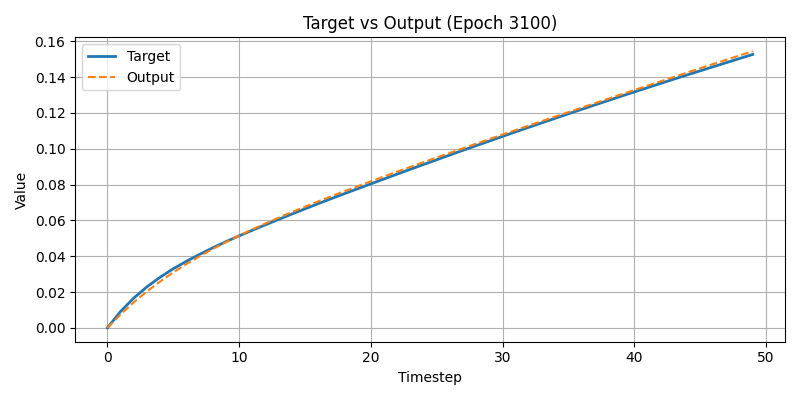 Target vs Output (Epoch 3100)
Target
Output
0.16
0.14
0.12
0.10
0.08
0.06
0.04
0.02
0.00
Value
0 10 20 30 40 50
Timestep